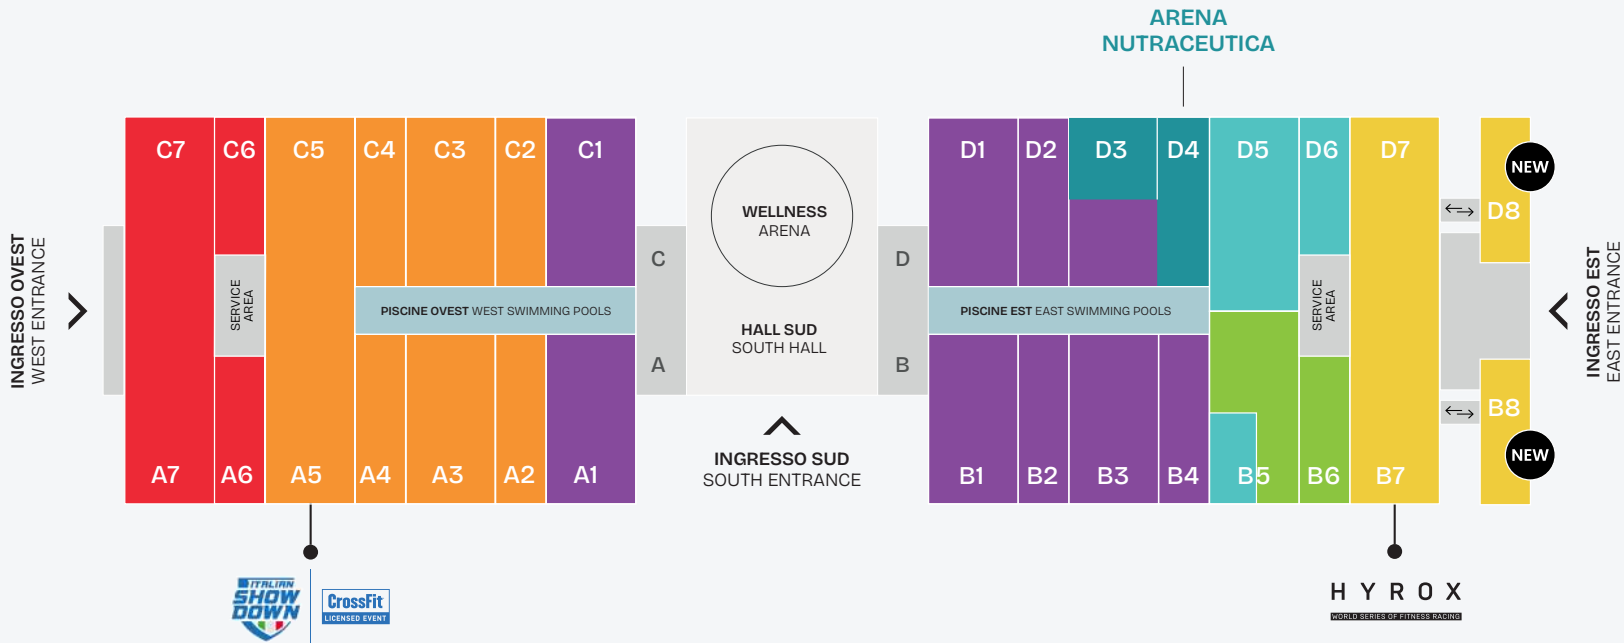 ARENA
NUTRACEUTICA
C7 C6 C5 C4 C3 C2 C1
D1 D2 D3 D4 D5 D6 D7
NEW
D8
WELLNESS
ARENA
C
D
INGRESSO OVEST
WEST ENTRANCE
SERVICE
AREA
PISCINE OVEST WEST SWIMMING POOLS
HALL SUD
SOUTH HALL
PISCINE EST EAST SWIMMING POOLS
SERVICE
AREA
INGRESSO EST
EAST ENTRANCE
A
B
B8
NEW
INGRESSO SUD
SOUTH ENTRANCE
A7 A6 A5 A4 A3 A2 A1
B1 B2 B3 B4 B5 B6 B7
ITALIAN
SHOW
DOWN
CrossFit
LICENSED EVENT
HYROX
WORLD SERIES OF FITNESS RACING